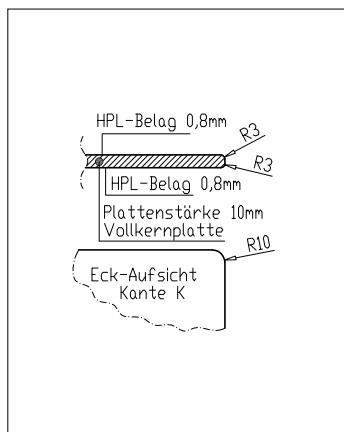 HPL-Belag 0,8mm
R3
R3
HPL-Belag 0,8mm
Plattenstärke 10mm
Vollkernplatte
R10
Eck-Aufsicht
Kante K